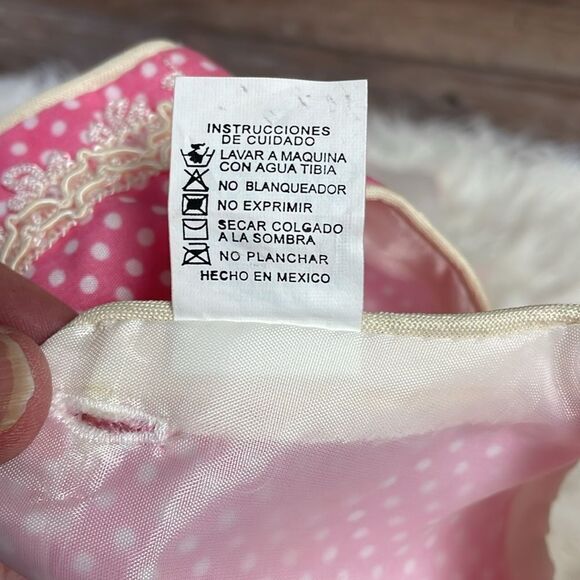 INSTRUCCIONES
DE CUIDADO
LAVAR A MAQUINA
CON AGUA TIBIA
NO BLANQUEADOR
NO EXPRIMIR
SECAR COLGADO
A LA SOMBRA
NO PLANCHAR
HECHO EN MEXICO